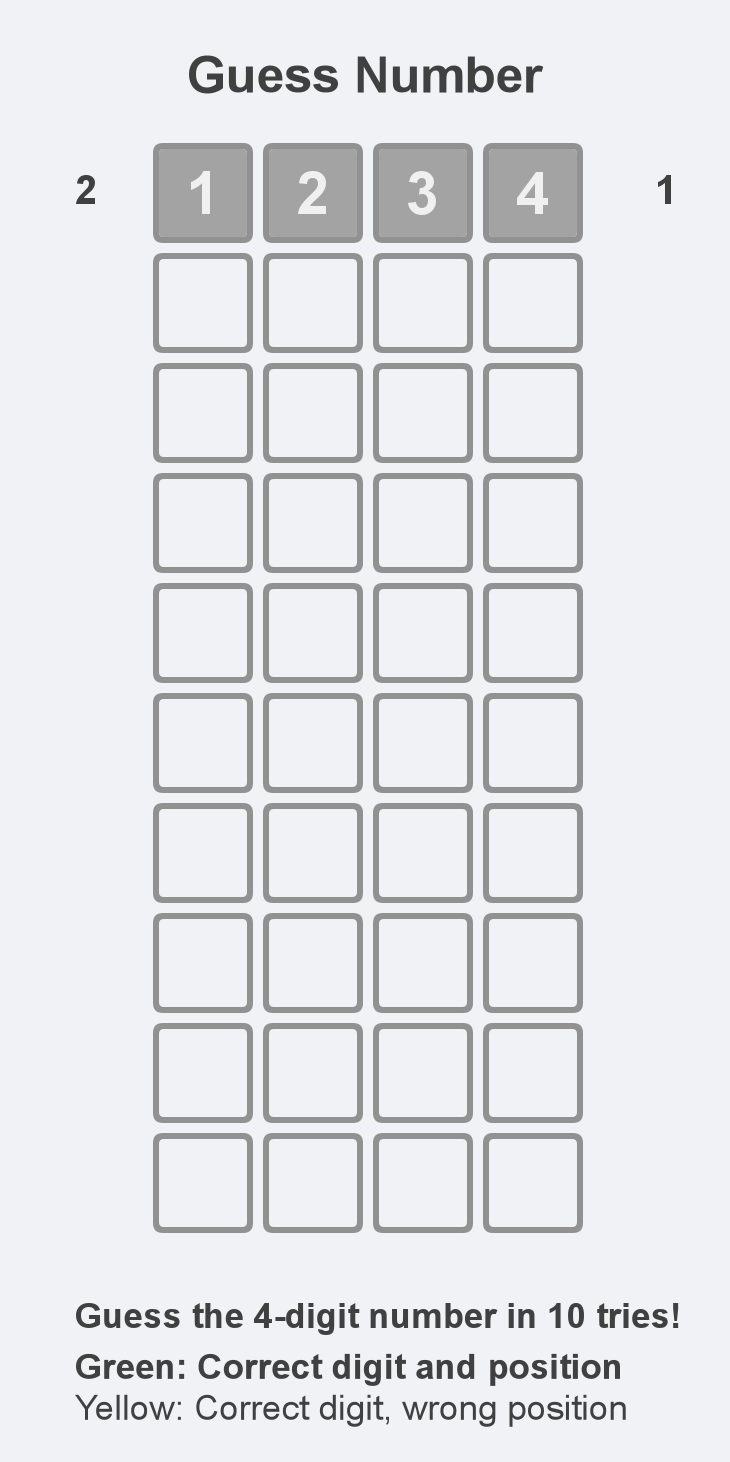 Guess Number
2 1 2 3 4 1
Guess the 4-digit number in 10 tries!
Green: Correct digit and position
Yellow: Correct digit, wrong position